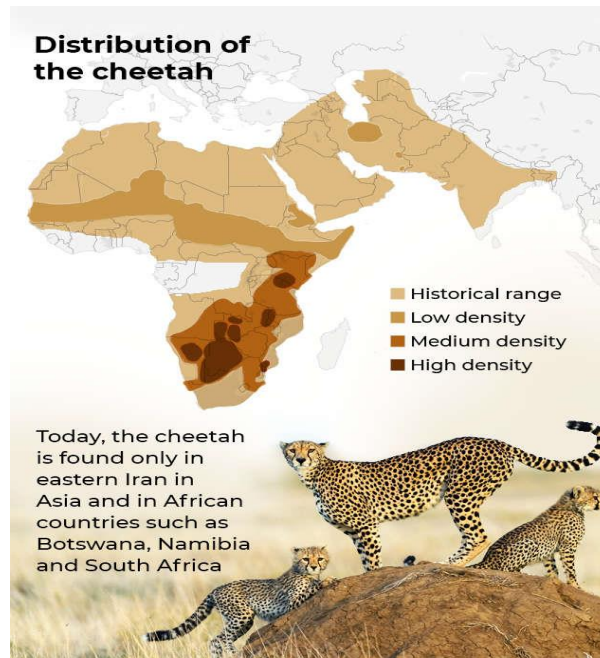 Distribution of
the cheetah
Historical range
Low density
Medium density
High density
Today, the cheetah
is found only in
eastern Iran in
Asia and in African
countries such as
Botswana, Namibia
and South Africa